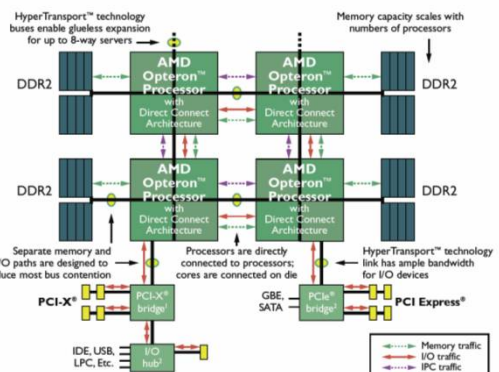 HyperTransport™ technology
buses enable glueless expansion
for up to 8-way servers
Memory capacity scales with
numbers of processors
DDR2
AMD
Opteron™
Processor
with
Direct Connect
Architecture
AMD
Opteron™
Processor
with
Direct Connect
Architecture
DDR2
DDR2
AMD
Opteron™
Processor
with
Direct Connect
Architecture
AMD
Opteron™
Processor
with
Direct Connect
Architecture
DDR2
Separate memory and
/O paths are designed to
duce most bus contention
Processors are directly
connected to processors;
cores are connected on die
HyperTransport™ technology
link has ample bandwidth
for I/O devices
PCI-X®
PCI-X®
bridge¹
GBE,
SATA
PCIe®
bridge¹
PCI Express®
IDE, USB,
LPC, Etc.
I/O
hub²
Memory traffic
I/O traffic
IPC traffic